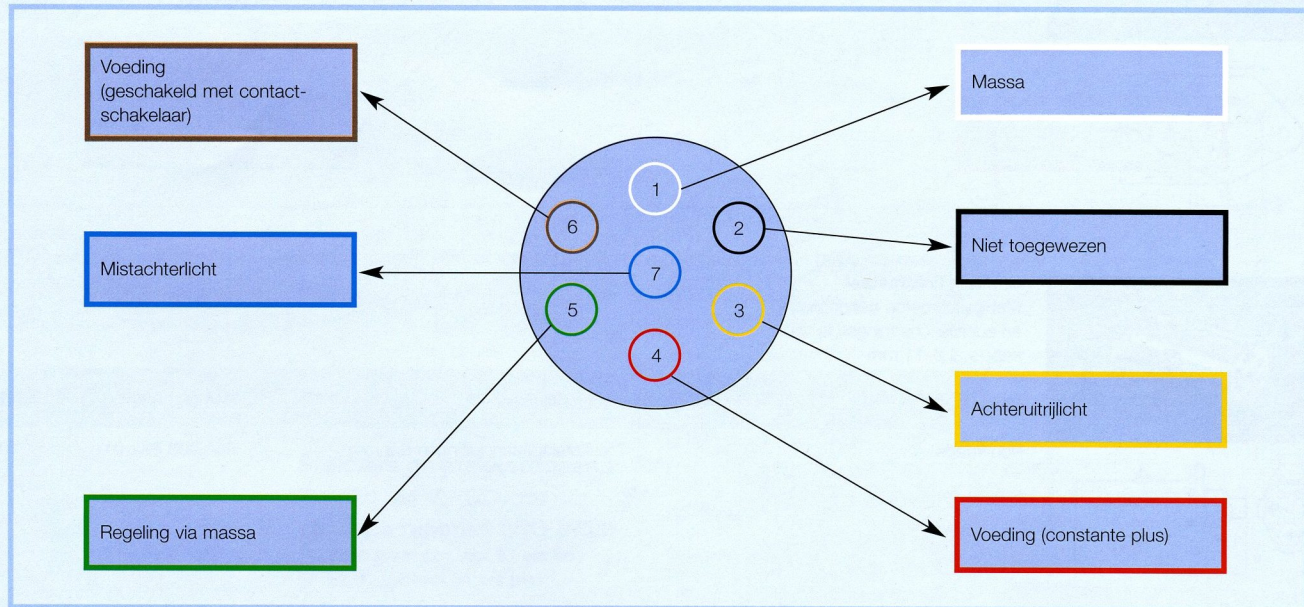 Voeding
(geschakeld met contact-
schakelaar)
Massa
1
6
2
Mistachterlicht
7
Niet toegewezen
5
3
4
Achteruitrijlicht
Regeling via massa
Voeding (constante plus)